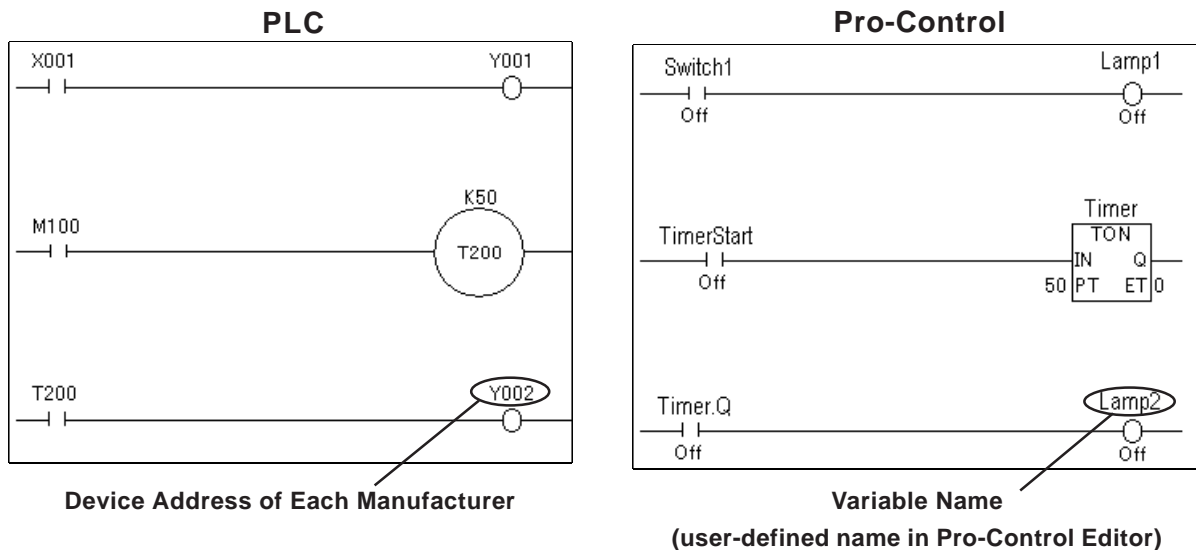 PLC
X001 Y001
K50
M100
T200
T200 Y002
Device Address of Each Manufacturer
Pro-Control
Switch1 Lamp1
Off Off
Timer
TimerStart TON
IN Q
Off 50 PT ET 0
Timer.Q Lamp2
Off Off
Variable Name
(user-defined name in Pro-Control Editor)